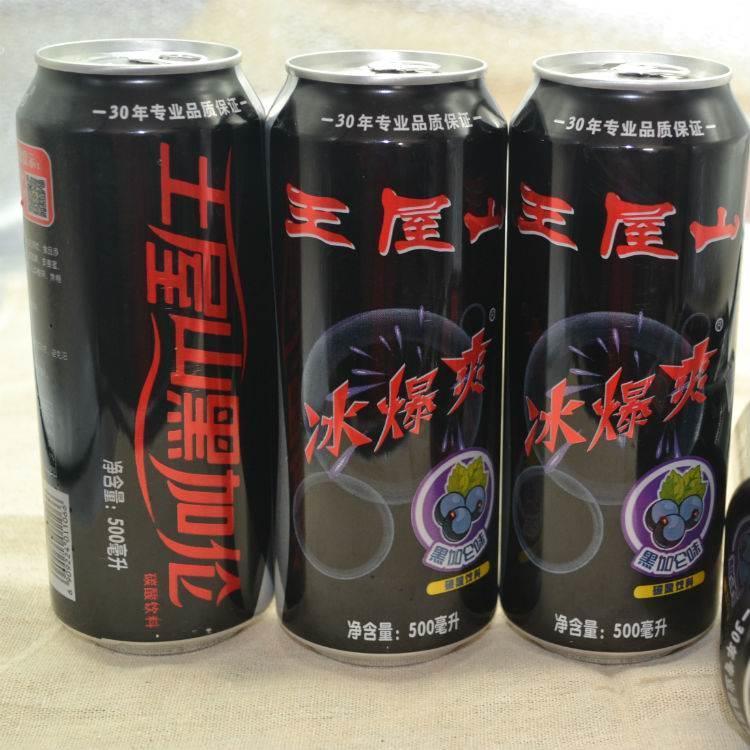 —30年专业品质保证—
王屋山黑加伦
净含量：500毫升
碳酸饮料
—30年专业品质保证—
王屋山
®
冰爆爽
黑加仑味
碳酸饮料
净含量：500毫升
—30年专业品质保证—
王屋山
®
冰爆爽
黑加仑味
碳酸饮料
净含量：500毫升
—30年